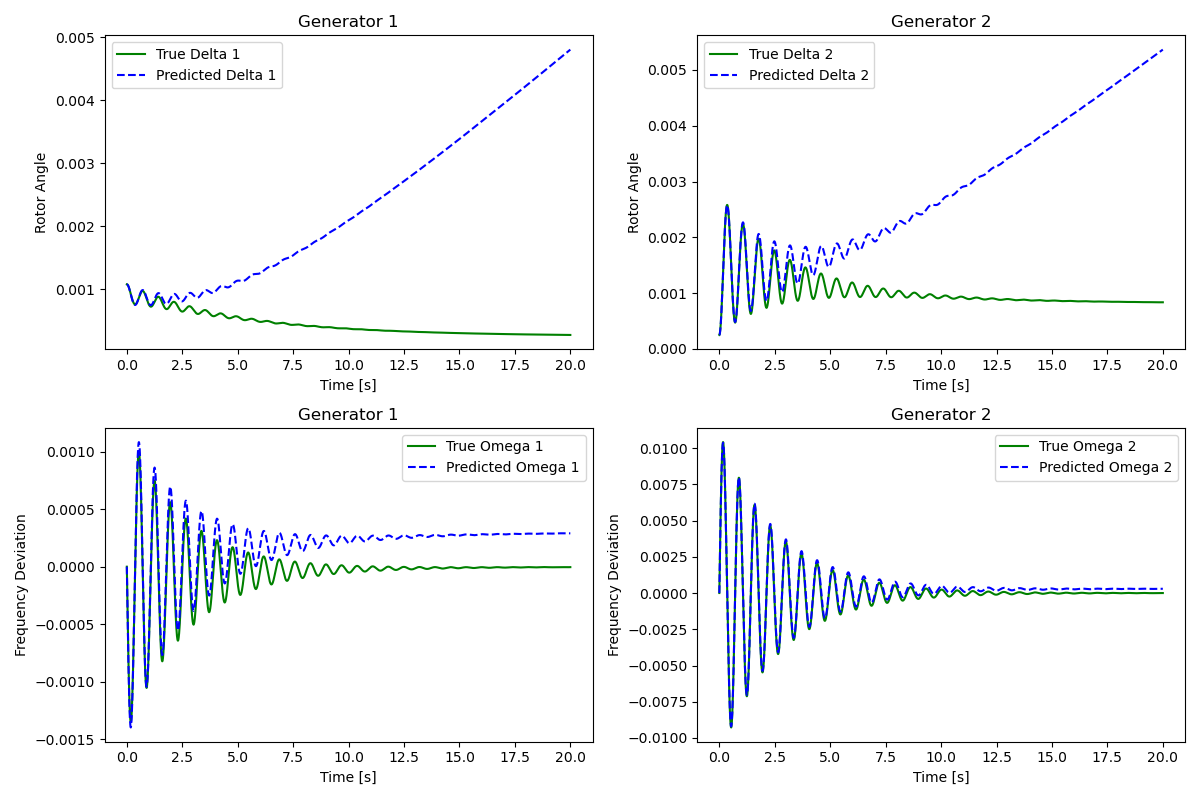 Generator 1
0.005
0.004
0.003
0.002
0.001
Rotor Angle
True Delta 1
Predicted Delta 1
0.0 2.5 5.0 7.5 10.0 12.5 15.0 17.5 20.0
Time [s]
Generator 2
0.005
0.004
0.003
0.002
0.001
0.000
Rotor Angle
True Delta 2
Predicted Delta 2
0.0 2.5 5.0 7.5 10.0 12.5 15.0 17.5 20.0
Time [s]
Generator 1
0.0010
0.0005
0.0000
−0.0005
−0.0010
−0.0015
Frequency Deviation
True Omega 1
Predicted Omega 1
0.0 2.5 5.0 7.5 10.0 12.5 15.0 17.5 20.0
Time [s]
Generator 2
0.0100
0.0075
0.0050
0.0025
0.0000
−0.0025
−0.0050
−0.0075
−0.0100
Frequency Deviation
True Omega 2
Predicted Omega 2
0.0 2.5 5.0 7.5 10.0 12.5 15.0 17.5 20.0
Time [s]